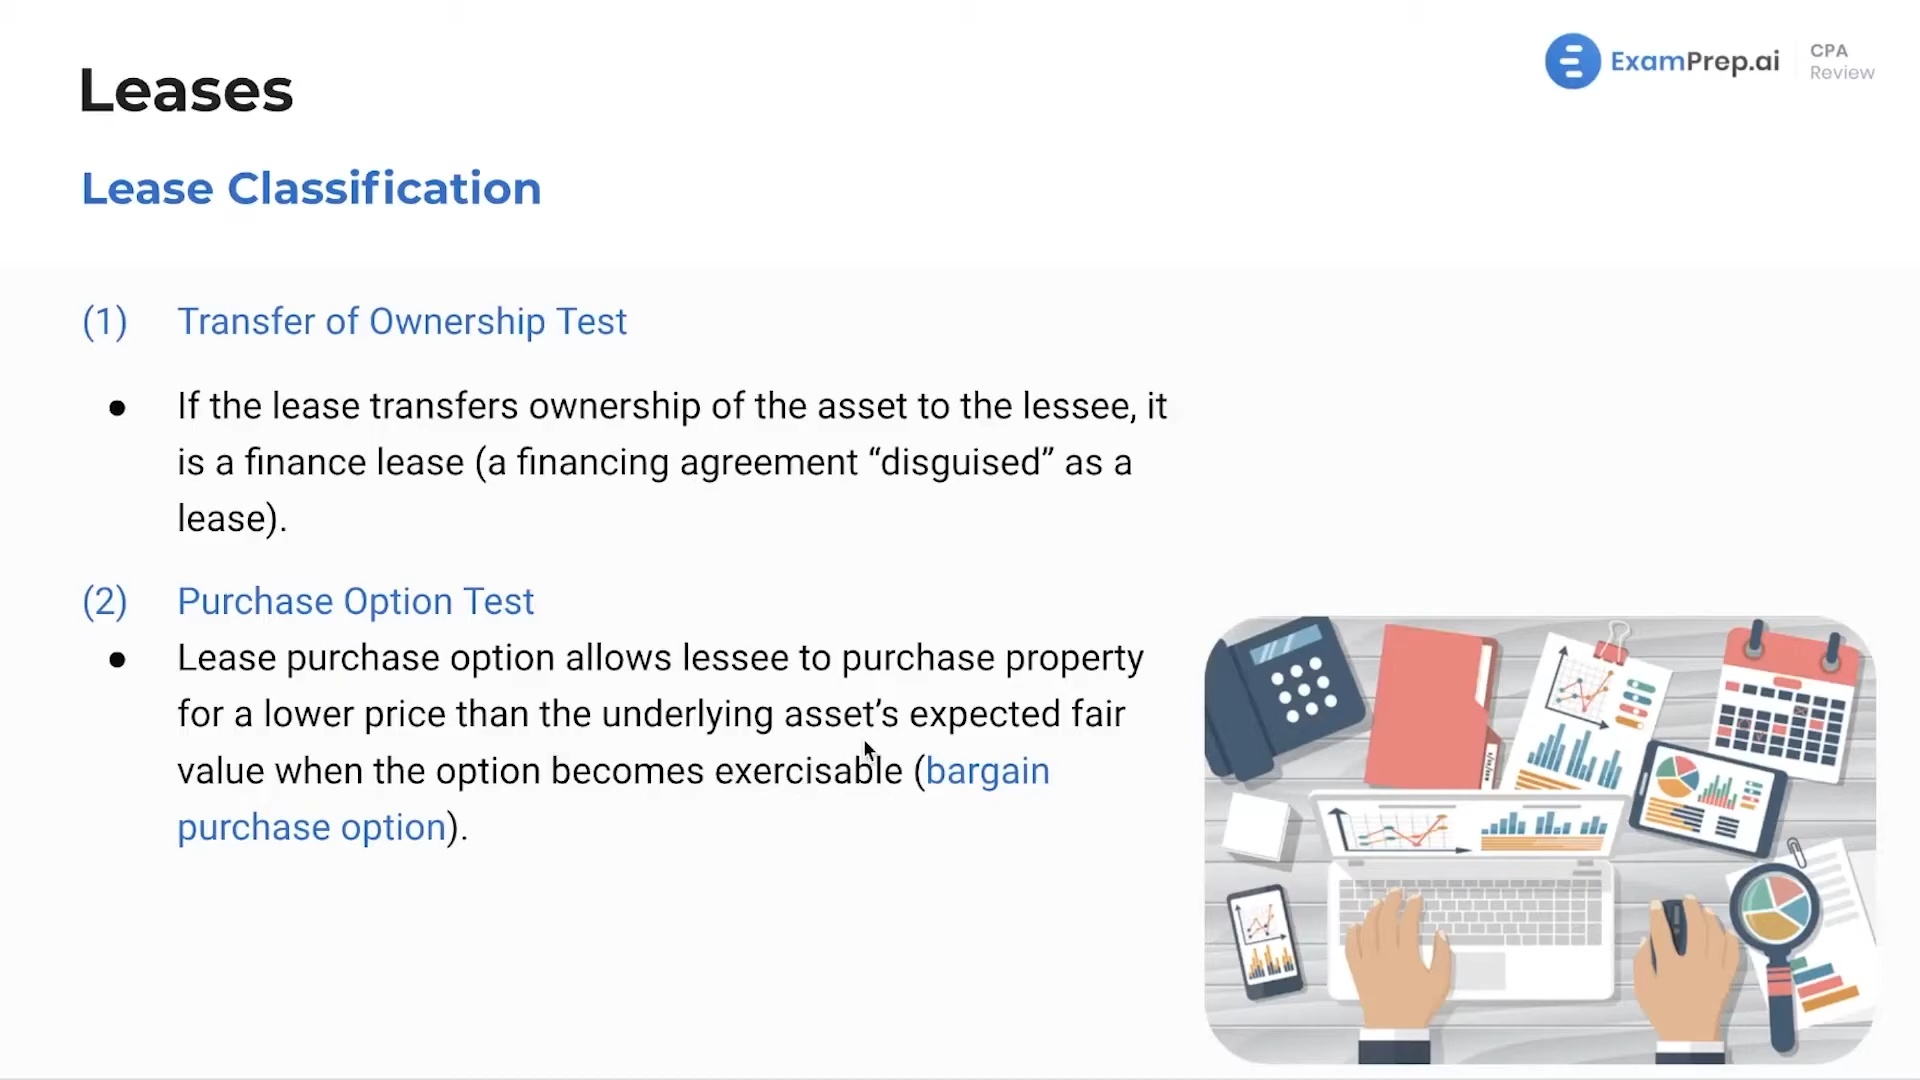 Leases
ExamPrep.ai
CPA
Review
Lease Classification
(1) Transfer of Ownership Test
● If the lease transfers ownership of the asset to the lessee, it
is a finance lease (a financing agreement “disguised” as a
lease).
(2) Purchase Option Test
● Lease purchase option allows lessee to purchase property
for a lower price than the underlying asset’s expected fair
value when the option becomes exercisable (bargain
purchase option).